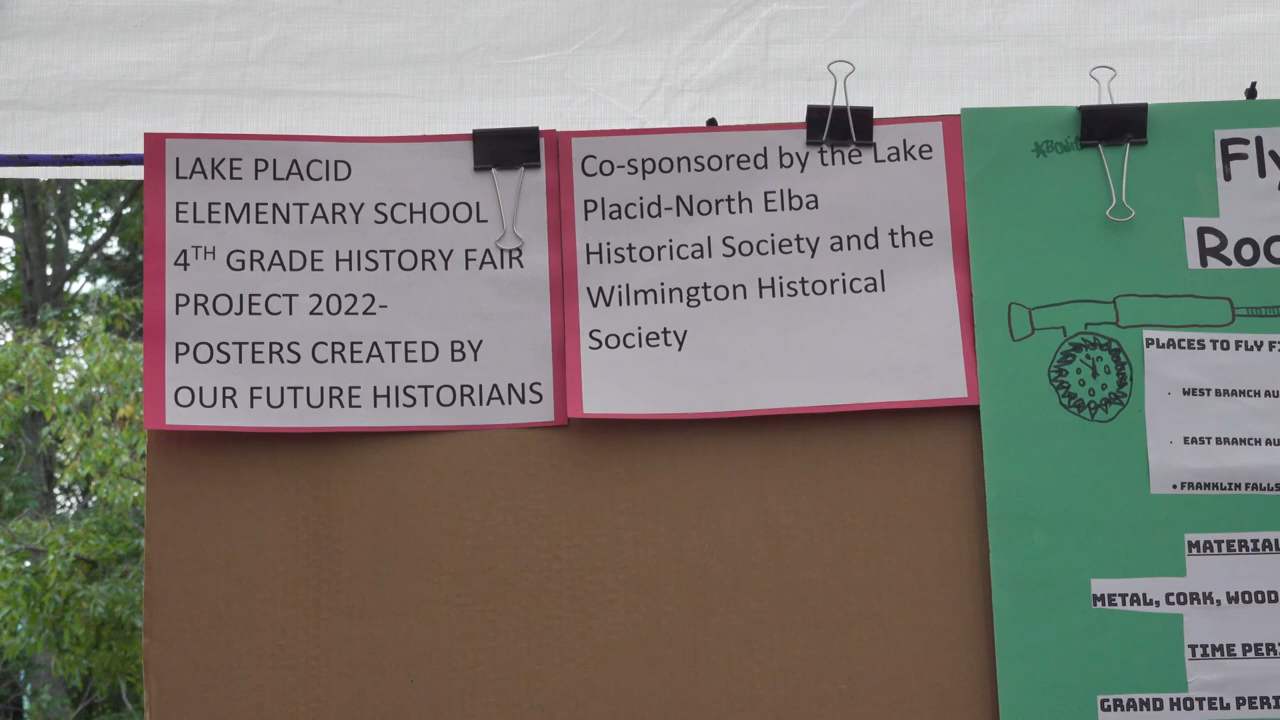 LAKE PLACID
ELEMENTARY SCHOOL
4TH GRADE HISTORY FAIR
PROJECT 2022-
POSTERS CREATED BY
OUR FUTURE HISTORIANS
Co-sponsored by the Lake
Placid-North Elba
Historical Society and the
Wilmington Historical
Society
Fly
Roc
PLACES TO FLY F
• WEST BRANCH AU
• EAST BRANCH AU
• FRANKLIN FALLS
MATERIAL
METAL, CORK, WOOD
TIME PERI
GRAND HOTEL PERI